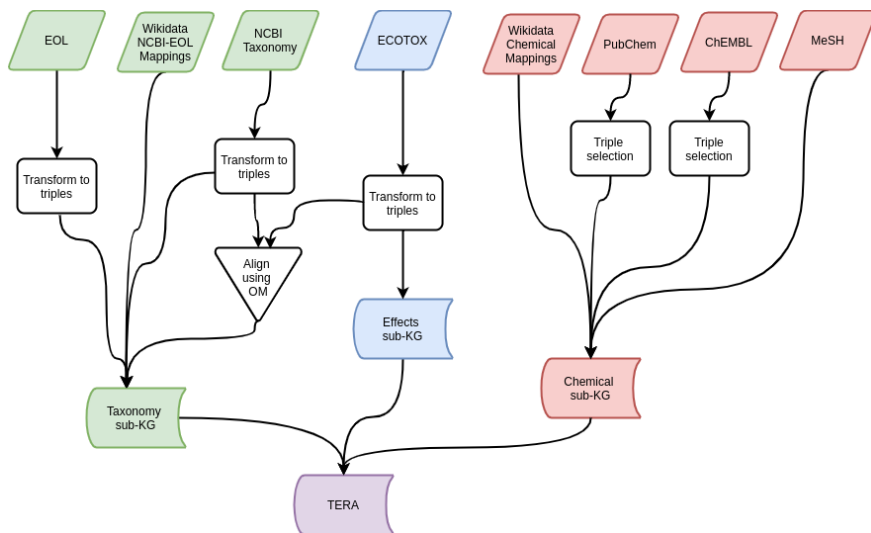 EOL
Wikidata
NCBI-EOL
Mappings
NCBI
Taxonomy
ECOTOX
Wikidata
Chemical
Mappings
PubChem
ChEMBL
MeSH
Transform to
triples
Transform to
triples
Transform to
triples
Triple
selection
Triple
selection
Align
using
OM
Effects
sub-KG
Taxonomy
sub-KG
Chemical
sub-KG
TERA